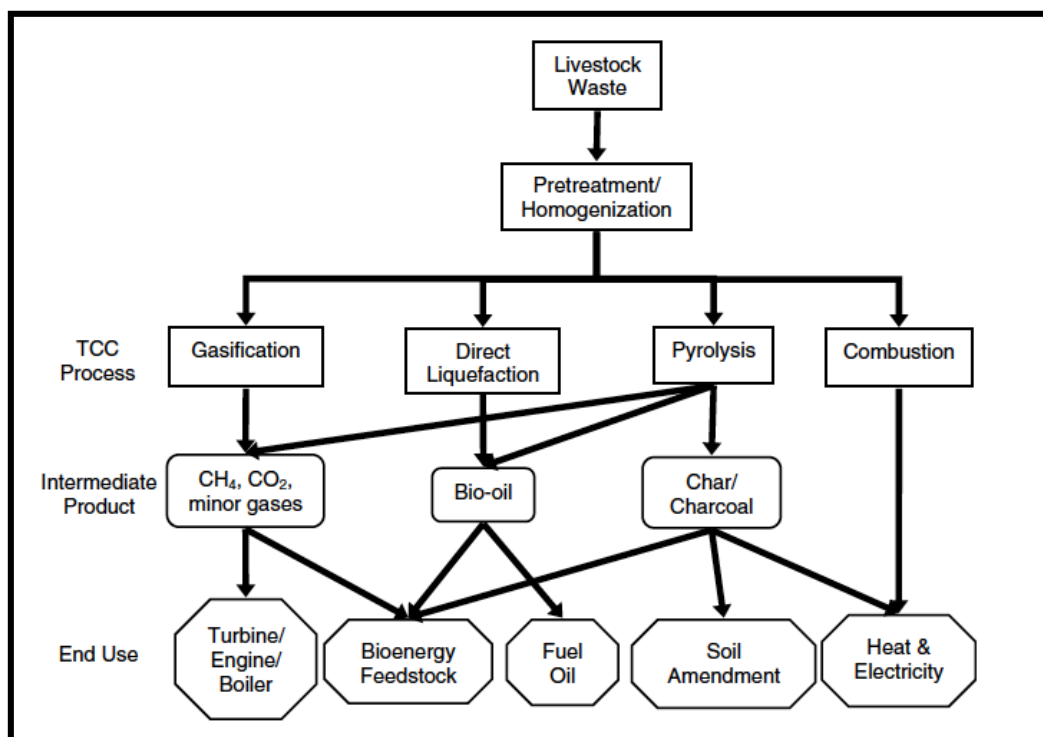 Livestock
Waste
Pretreatment/
Homogenization
TCC
Process
Gasification
Direct
Liquefaction
Pyrolysis
Combustion
Intermediate
Product
CH₄, CO₂,
minor gases
Bio-oil
Char/
Charcoal
End Use
Turbine/
Engine/
Boiler
Bioenergy
Feedstock
Fuel
Oil
Soil
Amendment
Heat &
Electricity